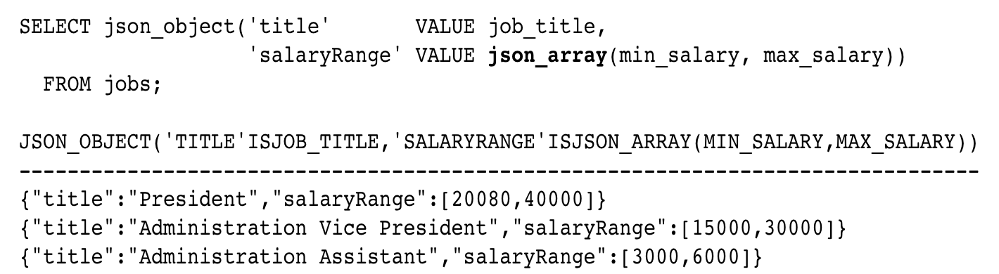 SELECT json_object('title'       VALUE job_title,
                   'salaryRange' VALUE json_array(min_salary, max_salary))
  FROM jobs;

JSON_OBJECT('TITLE'ISJOB_TITLE,'SALARYRANGE'ISJSON_ARRAY(MIN_SALARY,MAX_SALARY))
--------------------------------------------------------------------------------
{"title":"President","salaryRange":[20080,40000]}
{"title":"Administration Vice President","salaryRange":[15000,30000]}
{"title":"Administration Assistant","salaryRange":[3000,6000]}